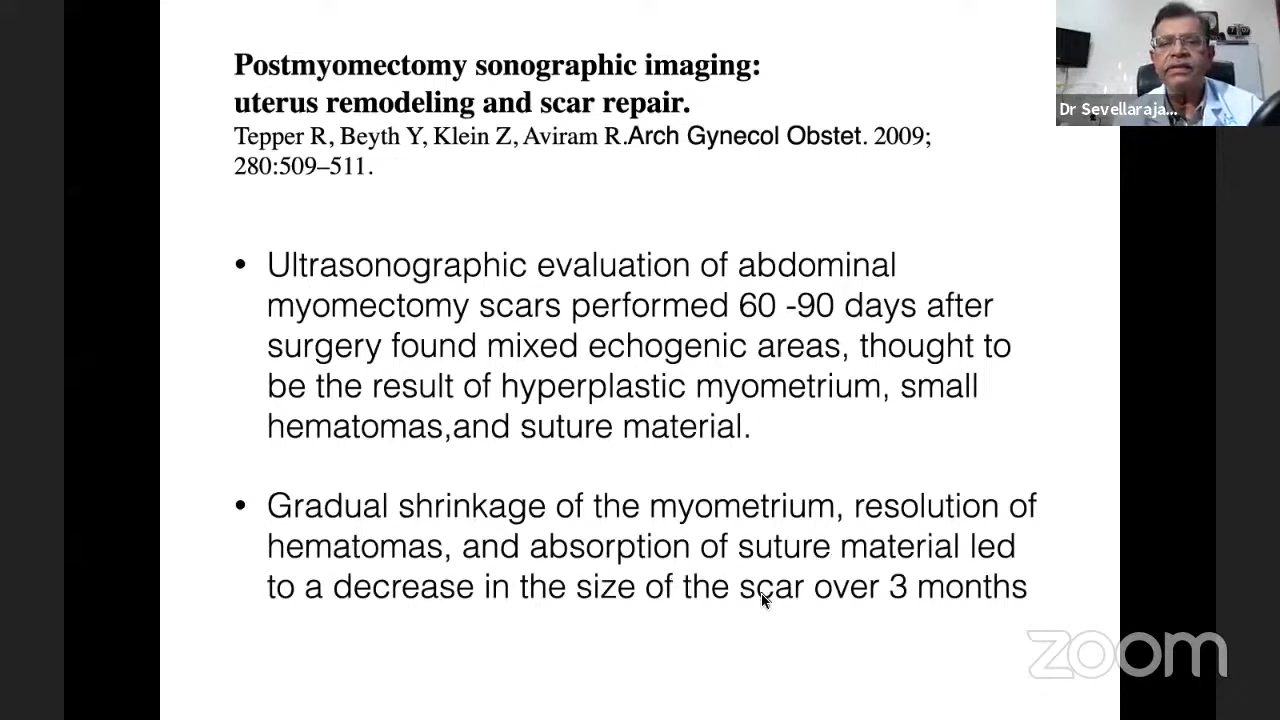 Postmyomectomy sonographic imaging:
uterus remodeling and scar repair.
Tepper R, Beyth Y, Klein Z, Aviram R.Arch Gynecol Obstet. 2009;
280:509–511.
Dr Sevellaraja...
• Ultrasonographic evaluation of abdominal
myomectomy scars performed 60 -90 days after
surgery found mixed echogenic areas, thought to
be the result of hyperplastic myometrium, small
hematomas,and suture material.
• Gradual shrinkage of the myometrium, resolution of
hematomas, and absorption of suture material led
to a decrease in the size of the scar over 3 months
zoom